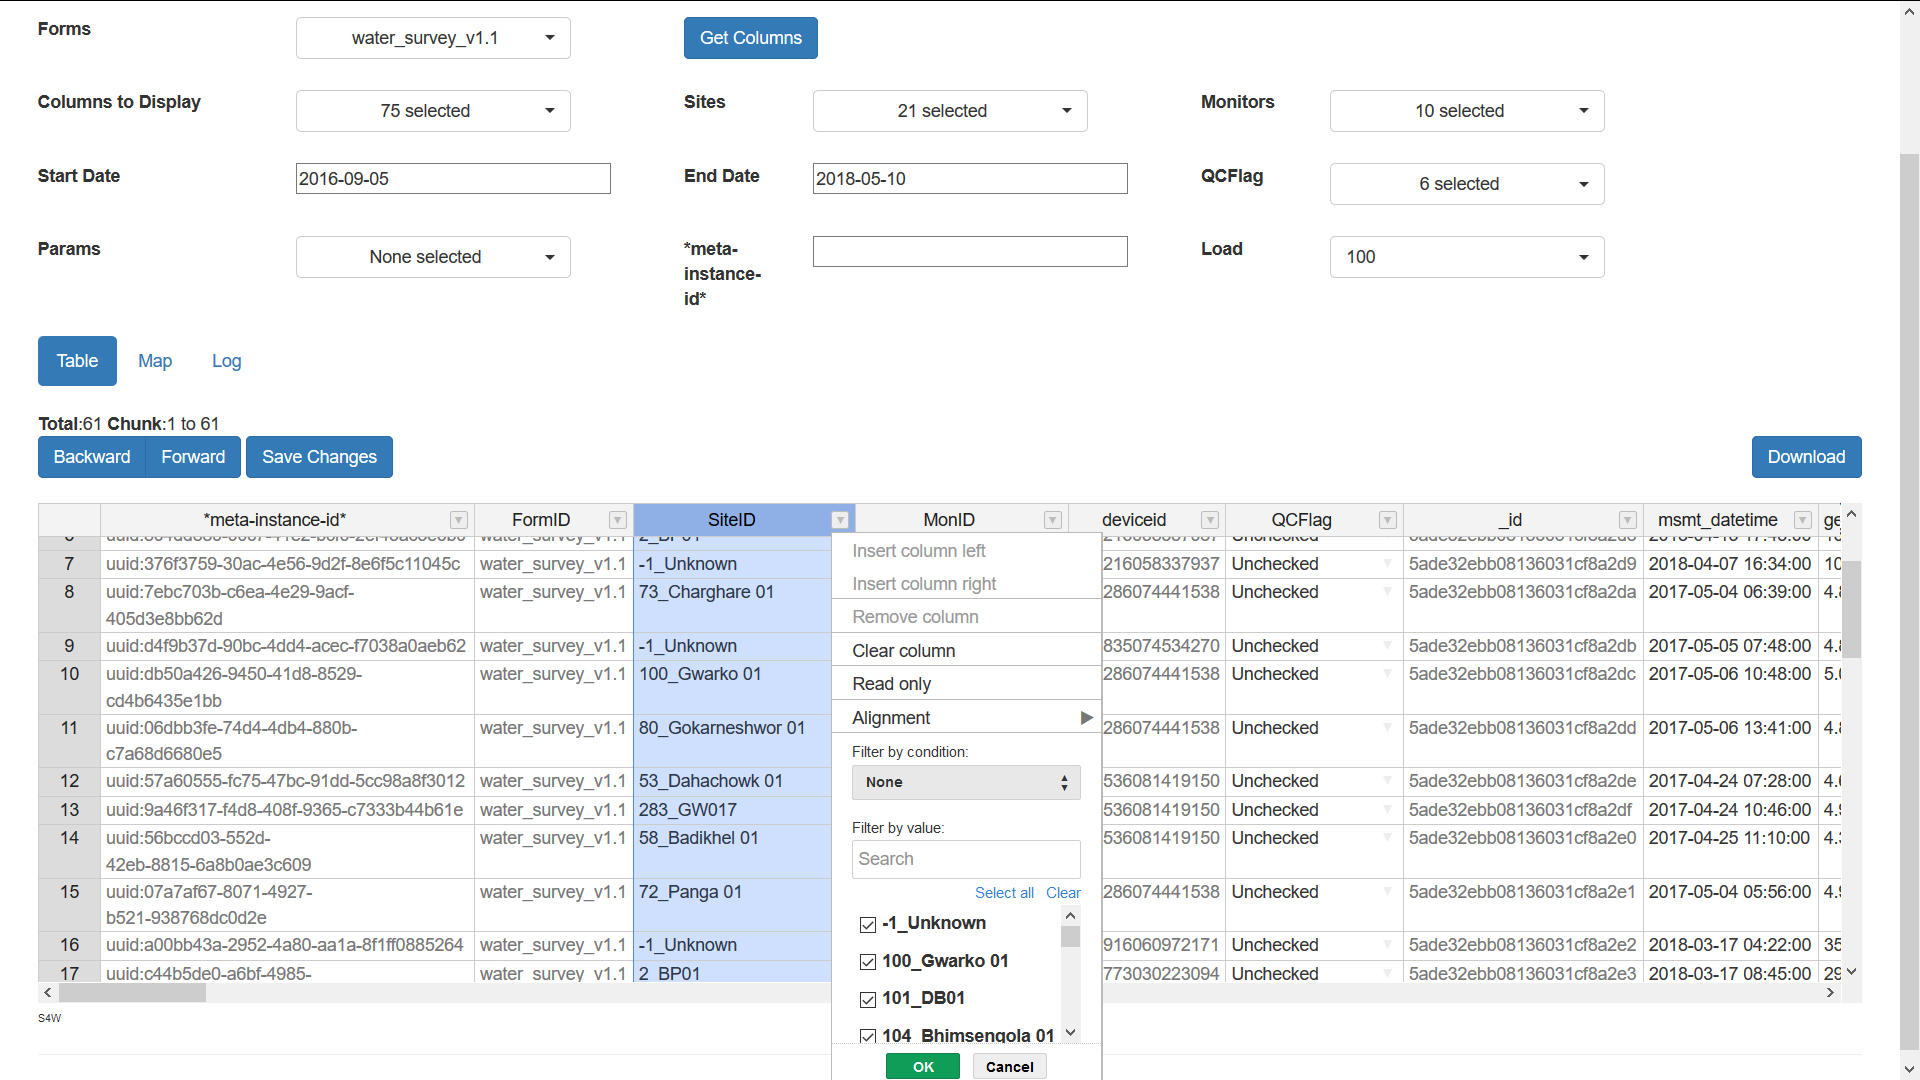 Forms water_survey_v1.1 Get Columns
Columns to Display 75 selected Sites 21 selected Monitors 10 selected
Start Date 2016-09-05 End Date 2018-05-10 QCFlag 6 selected
Params None selected *meta- Load 100
instance-
id*
Table Map Log
Total:61 Chunk:1 to 61
Backward Forward Save Changes Download
*meta-instance-id* FormID SiteID MonID deviceid QCFlag _id msmt_datetime
7 uuid:376f3759-30ac-4e56-9d2f-8e6f5c11045c water_survey_v1.1 -1_Unknown 216058337937 Unchecked 5ade32ebb08136031cf8a2d9 2018-04-07 16:34:00 10
8 uuid:7ebc703b-c6ea-4e29-9acf- water_survey_v1.1 73_Charghare 01 286074441538 Unchecked 5ade32ebb08136031cf8a2da 2017-05-04 06:39:00 4.8
405d3e8bb62d
9 uuid:d4f9b37d-90bc-4dd4-acec-f7038a0aeb62 water_survey_v1.1 -1_Unknown 835074534270 Unchecked 5ade32ebb08136031cf8a2db 2017-05-05 07:48:00 4.8
10 uuid:db50a426-9450-41d8-8529- water_survey_v1.1 100_Gwarko 01 286074441538 Unchecked 5ade32ebb08136031cf8a2dc 2017-05-06 10:48:00 5.0
cd4b6435e1bb
11 uuid:06dbb3fe-74d4-4db4-880b- water_survey_v1.1 80_Gokarneshwor 01 286074441538 Unchecked 5ade32ebb08136031cf8a2dd 2017-05-06 13:41:00 4.8
c7a68d6680e5
12 uuid:57a60555-fc75-47bc-91dd-5cc98a8f3012 water_survey_v1.1 53_Dahachowk 01 536081419150 Unchecked 5ade32ebb08136031cf8a2de 2017-04-24 07:28:00 4.6
13 uuid:9a46f317-f4d8-408f-9365-c7333b44b61e water_survey_v1.1 283_GW017 536081419150 Unchecked 5ade32ebb08136031cf8a2df 2017-04-24 10:46:00 4.9
14 uuid:56bccd03-552d- water_survey_v1.1 58_Badikhel 01 536081419150 Unchecked 5ade32ebb08136031cf8a2e0 2017-04-25 11:10:00 4.3
42eb-8815-6a8b0ae3c609
15 uuid:07a7af67-8071-4927- water_survey_v1.1 72_Panga 01 286074441538 Unchecked 5ade32ebb08136031cf8a2e1 2017-05-04 05:56:00 4.9
b521-938768dc0d2e
16 uuid:a00bb43a-2952-4a80-aa1a-8f1ff0885264 water_survey_v1.1 -1_Unknown 916060972171 Unchecked 5ade32ebb08136031cf8a2e2 2018-03-17 04:22:00 35
17 uuid:c44b5de0-a6bf-4985- water_survey_v1.1 2_BP01 773030223094 Unchecked 5ade32ebb08136031cf8a2e3 2018-03-17 08:45:00 29
Insert column left
Insert column right
Remove column
Clear column
Read only
Alignment
Filter by condition:
None
Filter by value:
Search
Select all Clear
-1_Unknown
100_Gwarko 01
101_DB01
104_Bhimsengola 01
OK Cancel
S4W